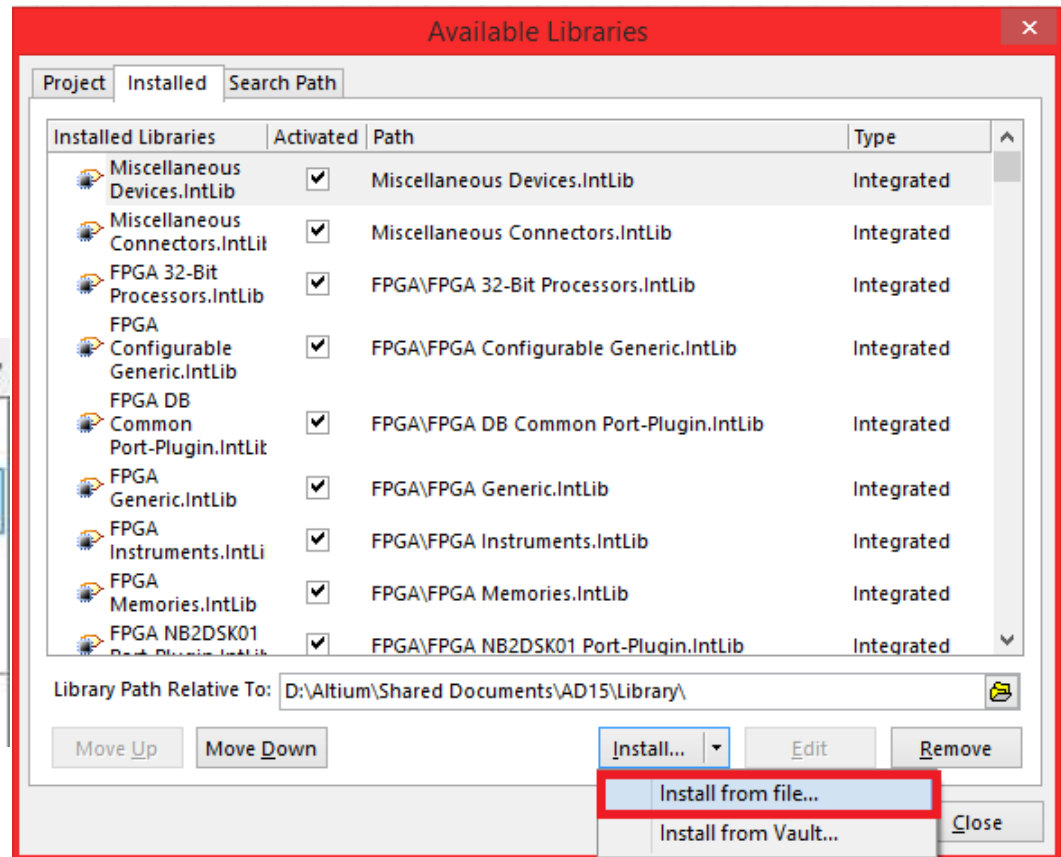 Available Libraries
Project Installed Search Path
Installed Libraries Activated Path Type
Miscellaneous
Devices.IntLib
Miscellaneous Devices.IntLib Integrated
Miscellaneous
Connectors.IntLib
Miscellaneous Connectors.IntLib Integrated
FPGA 32-Bit
Processors.IntLib
FPGA\FPGA 32-Bit Processors.IntLib Integrated
FPGA
Configurable
Generic.IntLib
FPGA\FPGA Configurable Generic.IntLib Integrated
FPGA DB
Common
Port-Plugin.IntLib
FPGA\FPGA DB Common Port-Plugin.IntLib Integrated
FPGA
Generic.IntLib
FPGA\FPGA Generic.IntLib Integrated
FPGA
Instruments.IntLi
FPGA\FPGA Instruments.IntLib Integrated
FPGA
Memories.IntLib
FPGA\FPGA Memories.IntLib Integrated
FPGA NB2DSK01
FPGA\FPGA NB2DSK01 Port-Plugin.IntLib Integrated
Library Path Relative To: D:\Altium\Shared Documents\AD15\Library\
Move Up Move Down Install... Edit Remove
Install from file...
Install from Vault...
Close